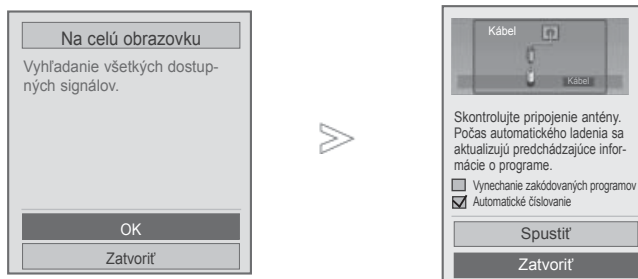 Na celú obrazovku
Vyhľadanie všetkých dostup-
ných signálov.
OK
Zatvoriť
Kábel
Kábel
Skontrolujte pripojenie antény.
Počas automatického ladenia sa
aktualizujú predchádzajúce infor-
mácie o programe.
Vynechanie zakódovaných programov
Automatické číslovanie
Spustiť
Zatvoriť